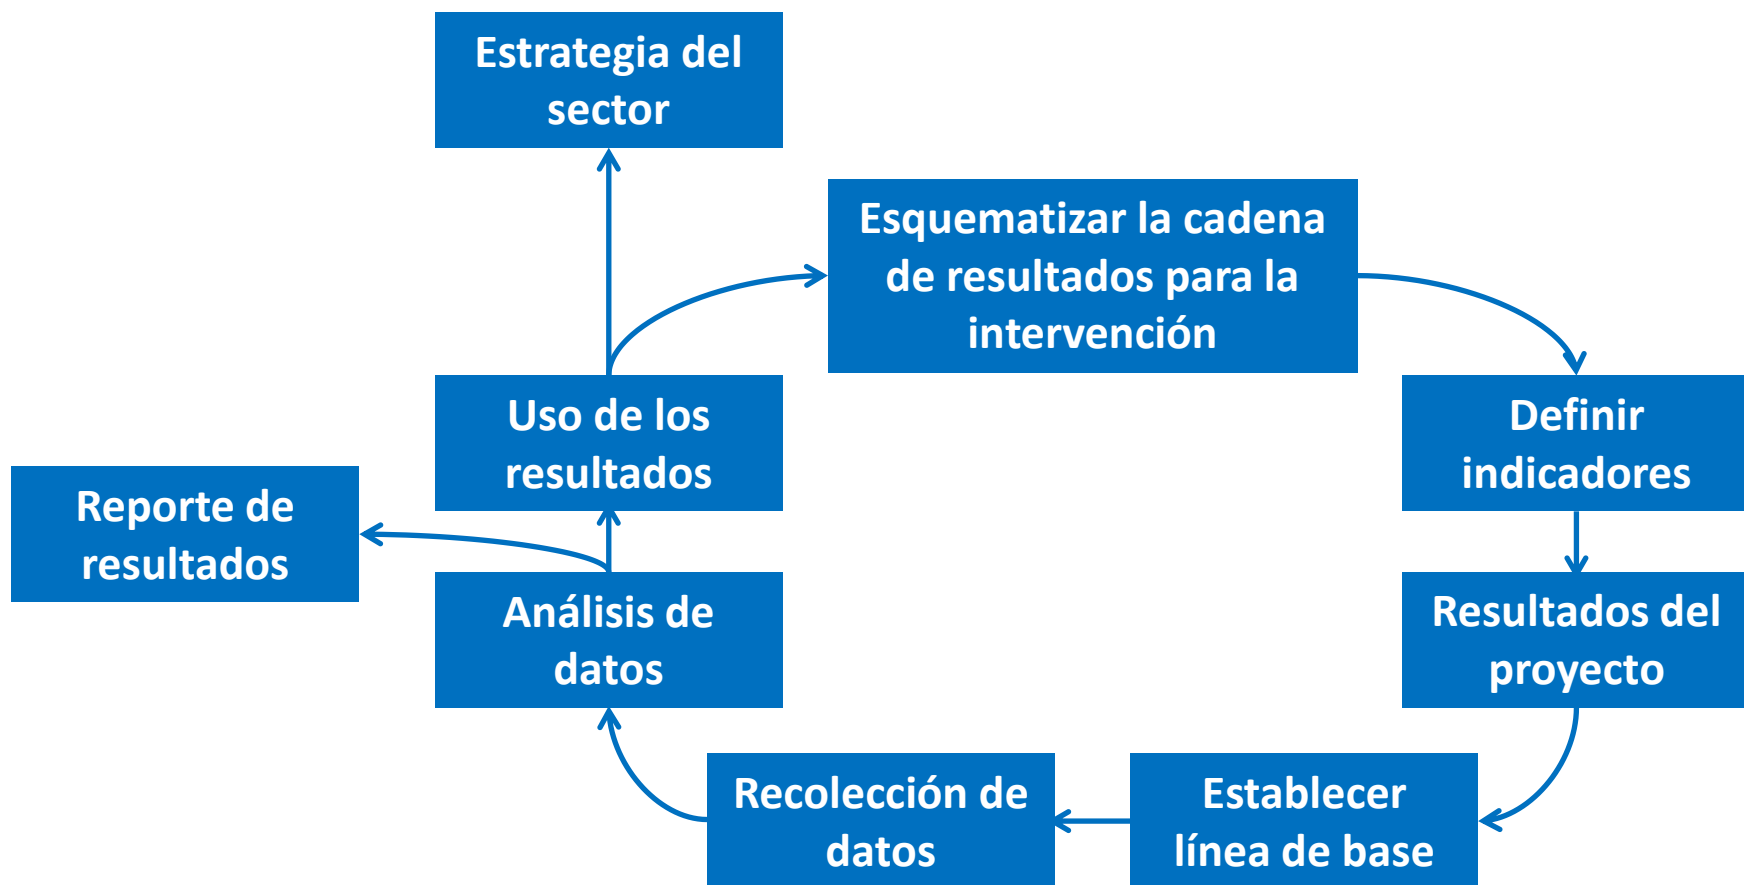 Estrategia del
sector
Esquematizar la cadena
de resultados para la
intervención
Uso de los
resultados
Definir
indicadores
Reporte de
resultados
Análisis de
datos
Resultados del
proyecto
Recolección de
datos
Establecer
línea de base